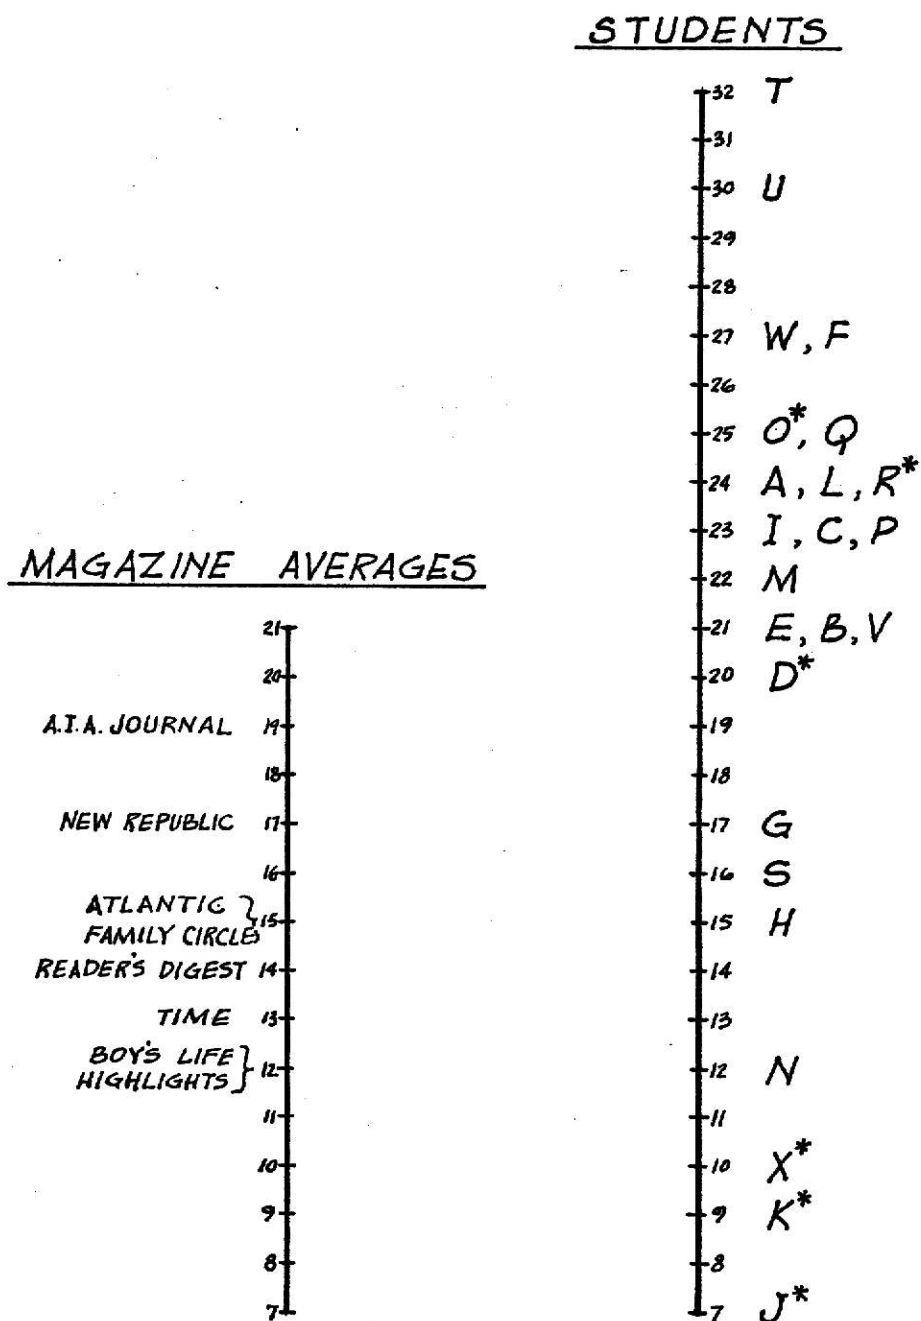 STUDENTS
32 T
31
30 U
29
28
27 W, F
26
25 O*, Q
24 A, L, R*
23 I, C, P
22 M
21 E, B, V
20 D*
19
18
17 G
16 S
15 H
14
13
12 N
11
10 X*
9 K*
8
7 J*
MAGAZINE AVERAGES
21
20
A.I.A. JOURNAL 19
18
NEW REPUBLIC 17
16
ATLANTIC
FAMILY CIRCLE } 15
READER'S DIGEST 14
TIME 13
BOY'S LIFE
HIGHLIGHTS } 12
11
10
9
8
7